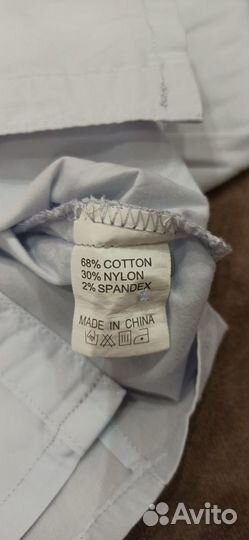 68% COTTON
30% NYLON
2% SPANDEX
MADE IN CHINA
Avito